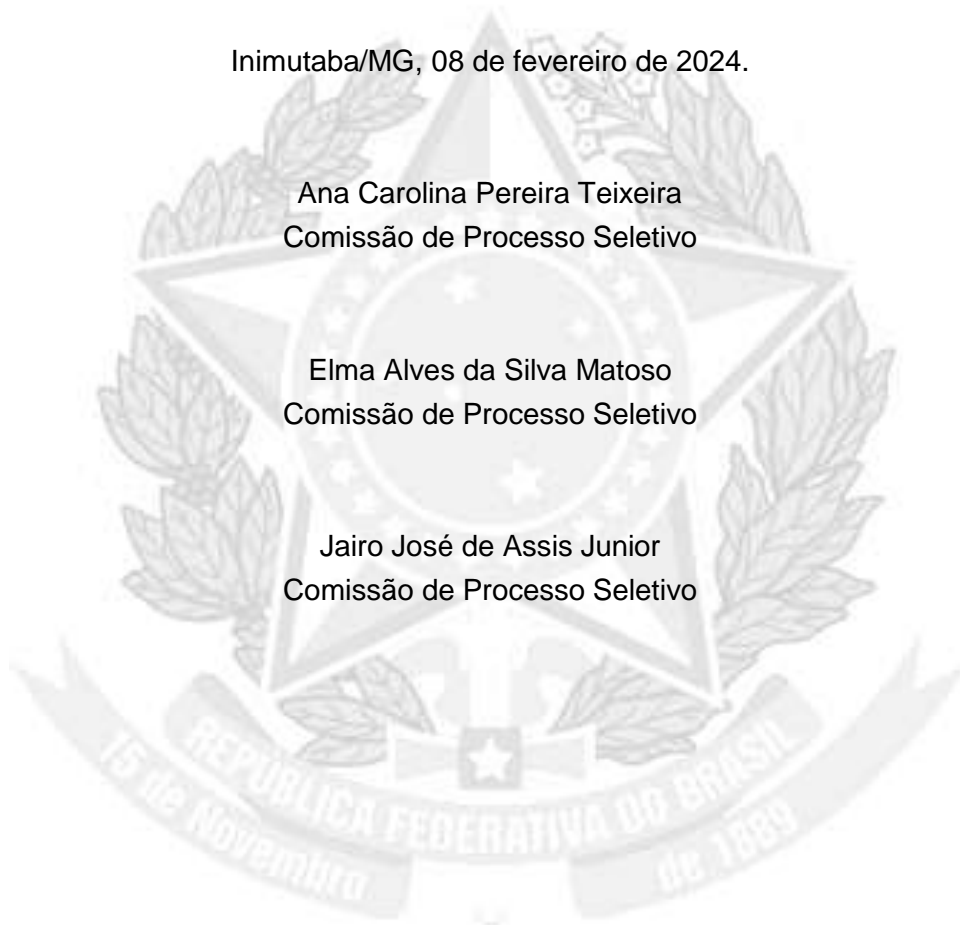 Inimutaba/MG, 08 de fevereiro de 2024.
Ana Carolina Pereira Teixeira
Comissão de Processo Seletivo
Elma Alves da Silva Matoso
Comissão de Processo Seletivo
Jairo José de Assis Junior
Comissão de Processo Seletivo
REPÚBLICA FEDERATIVA DO BRASIL
15 de Novembro
de 1889